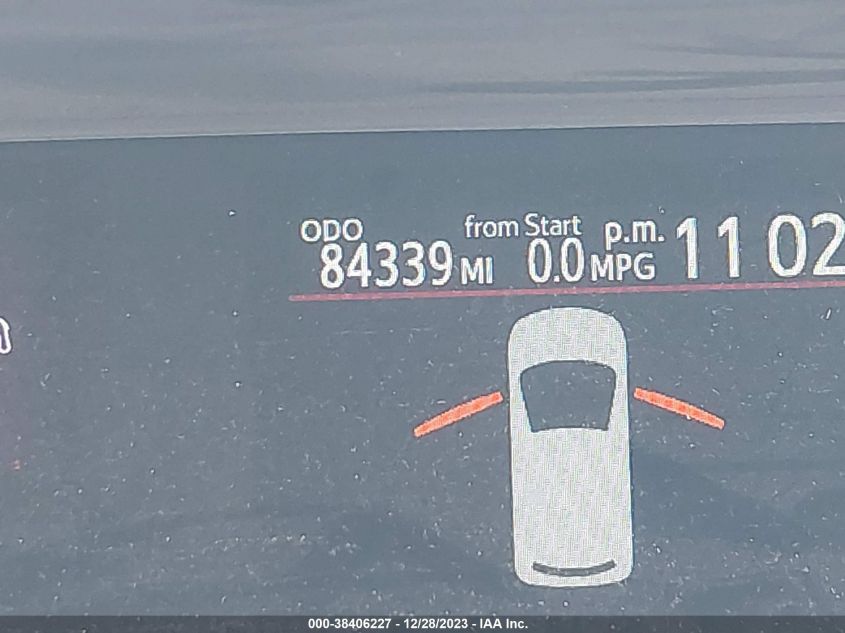 ODO from Start p.m. 11 02
84339 MI 0.0 MPG
000-38406227 - 12/28/2023 - IAA Inc.